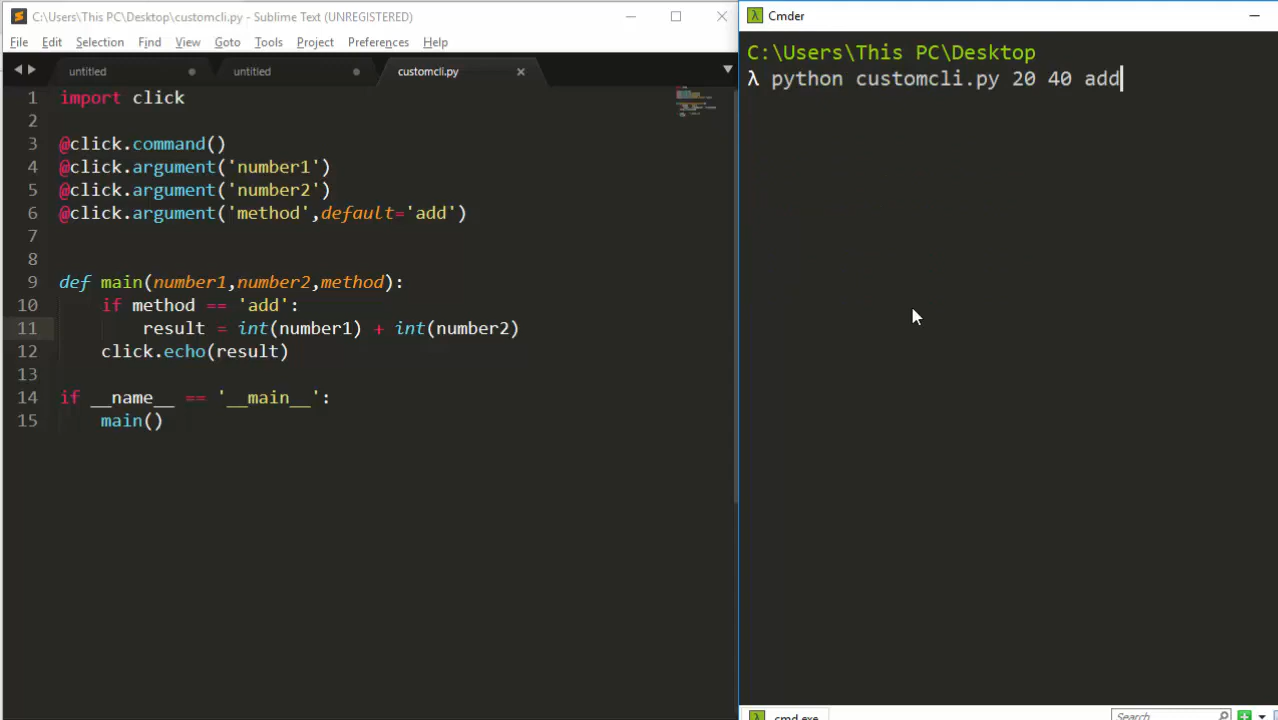 C:\Users\This PC\Desktop\customcli.py - Sublime Text (UNREGISTERED)
File Edit Selection Find View Goto Tools Project Preferences Help
untitled untitled customcli.py
1 import click
2
3 @click.command()
4 @click.argument('number1')
5 @click.argument('number2')
6 @click.argument('method',default='add')
7
8
9 def main(number1,number2,method):
10 if method == 'add':
11 result = int(number1) + int(number2)
12 click.echo(result)
13
14 if __name__ == '__main__':
15 main()
Cmder
C:\Users\This PC\Desktop
λ python customcli.py 20 40 add
cmd.exe
Search